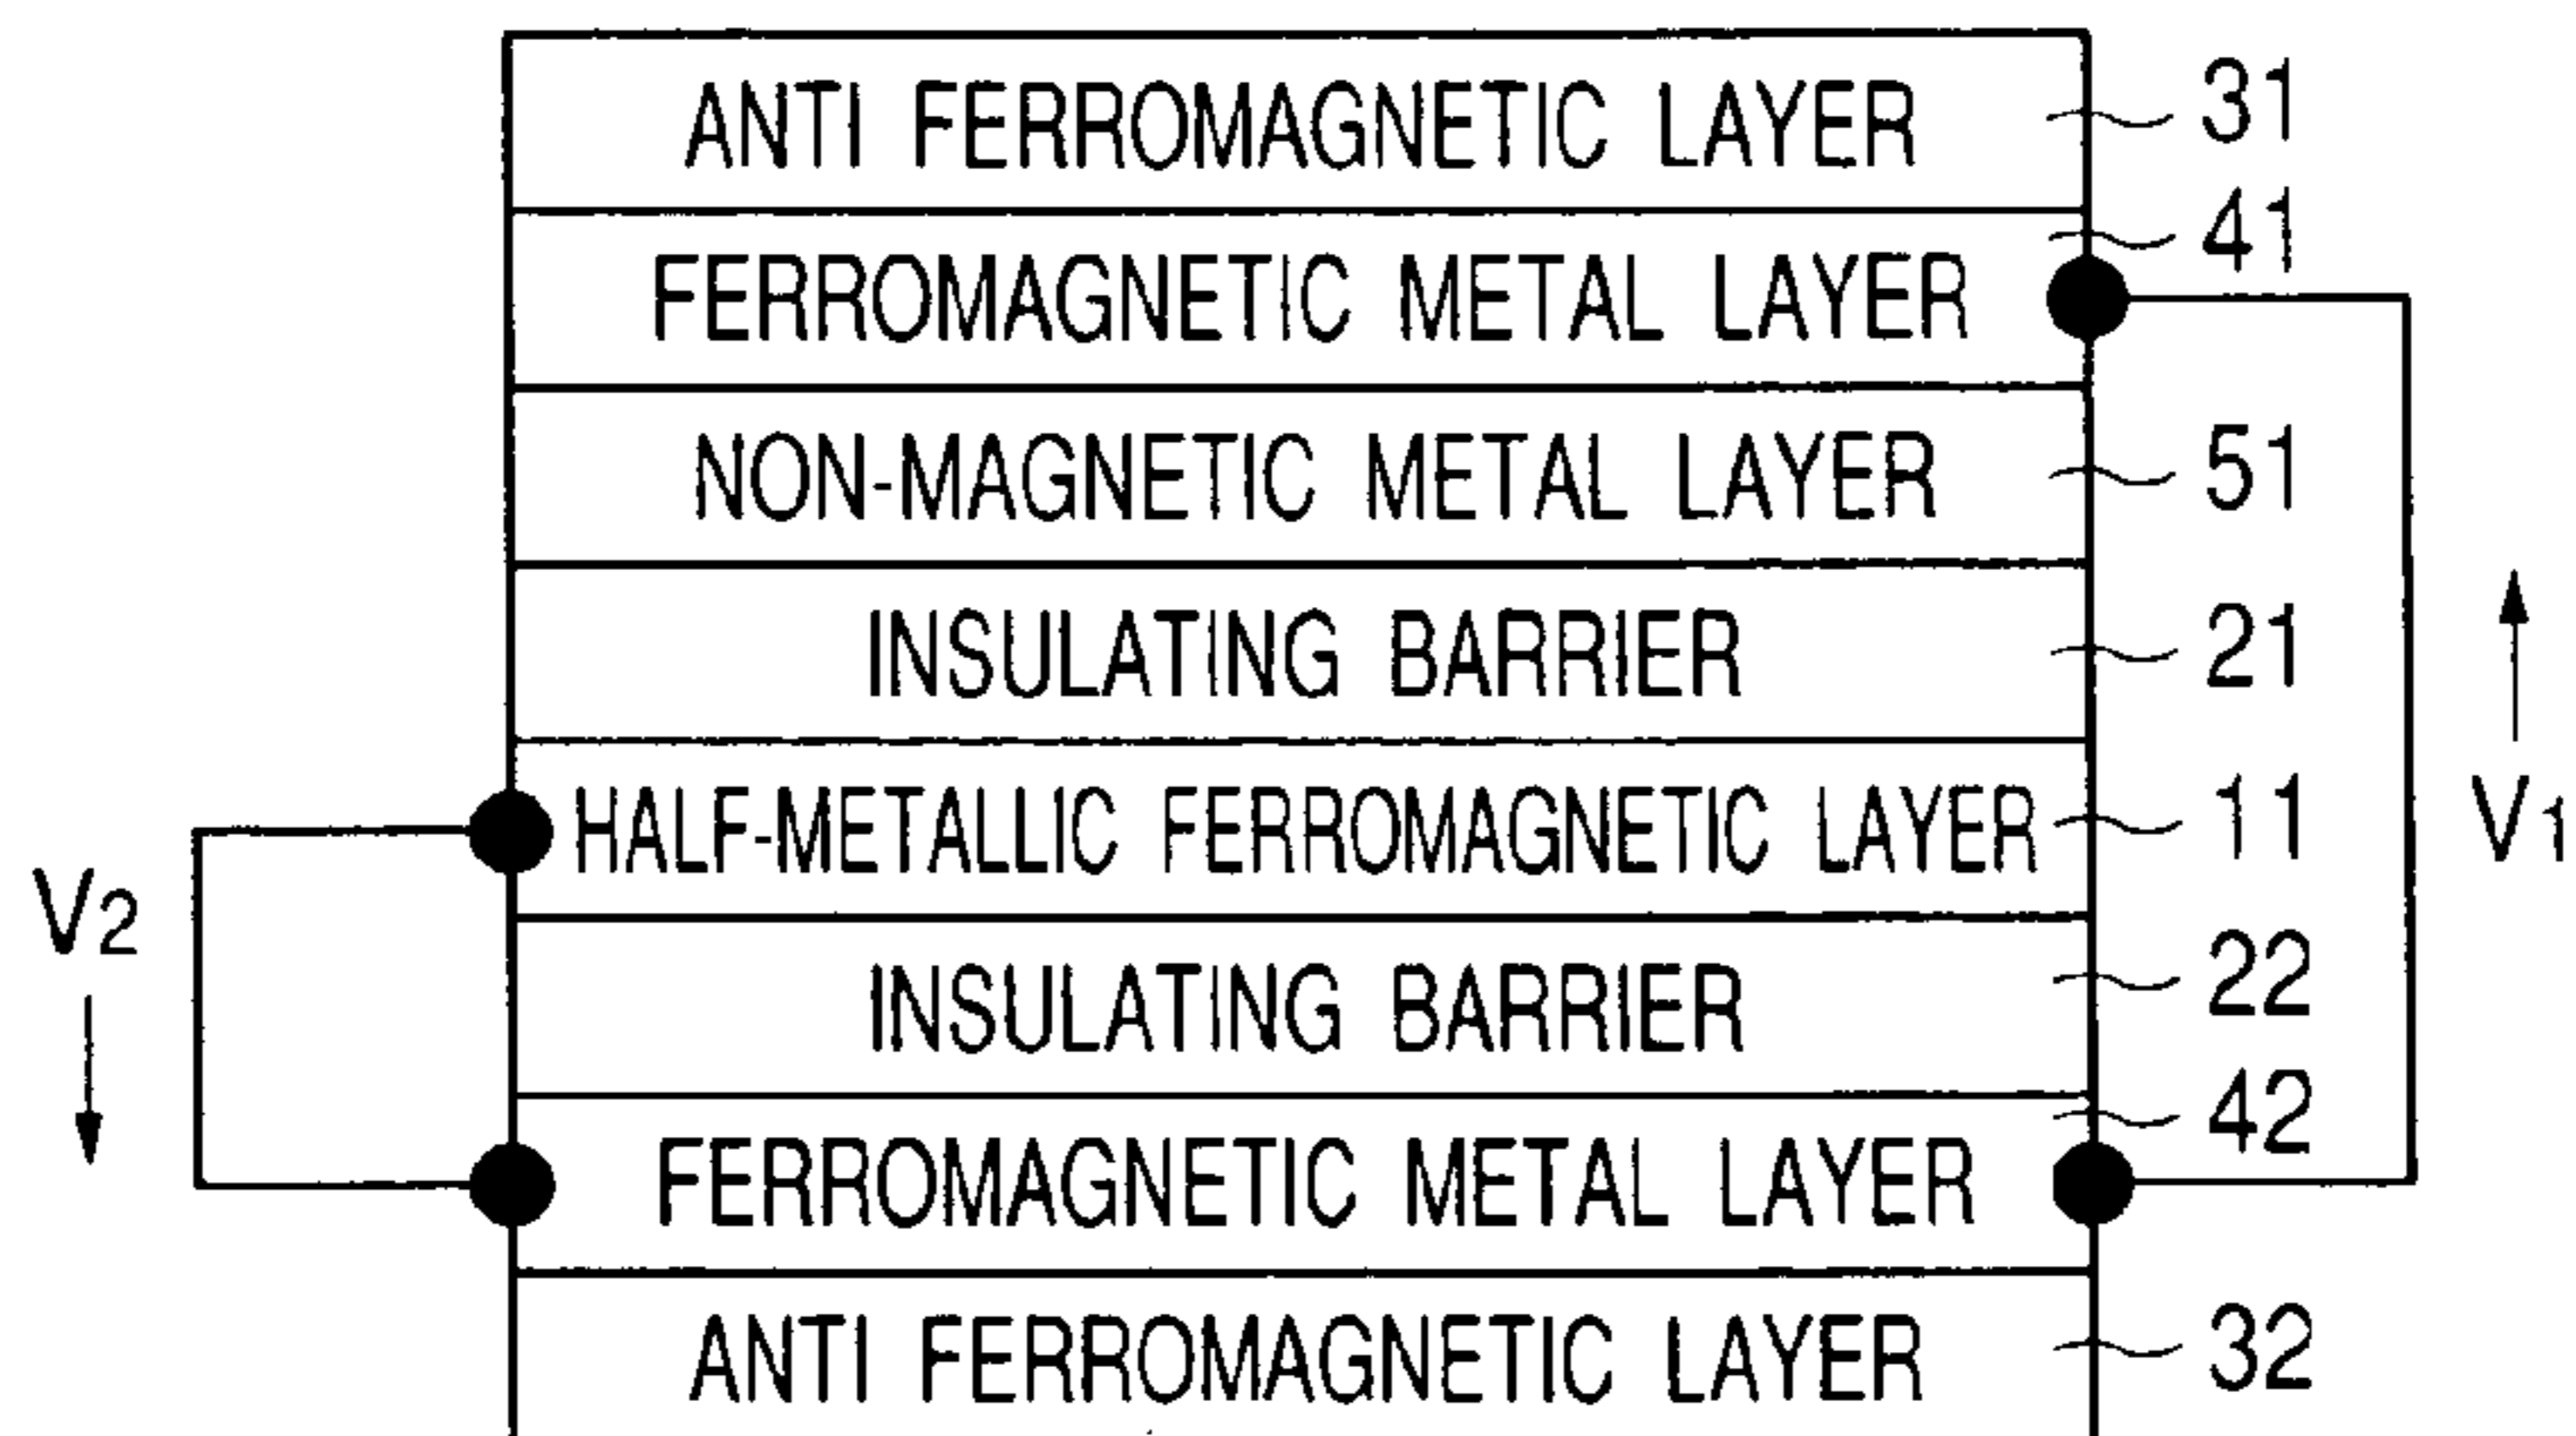 ANTI FERROMAGNETIC LAYER 31
FERROMAGNETIC METAL LAYER 41
NON-MAGNETIC METAL LAYER 51
INSULATING BARRIER 21
HALF-METALLIC FERROMAGNETIC LAYER 11
V1
V2
INSULATING BARRIER 22
FERROMAGNETIC METAL LAYER 42
ANTI FERROMAGNETIC LAYER 32